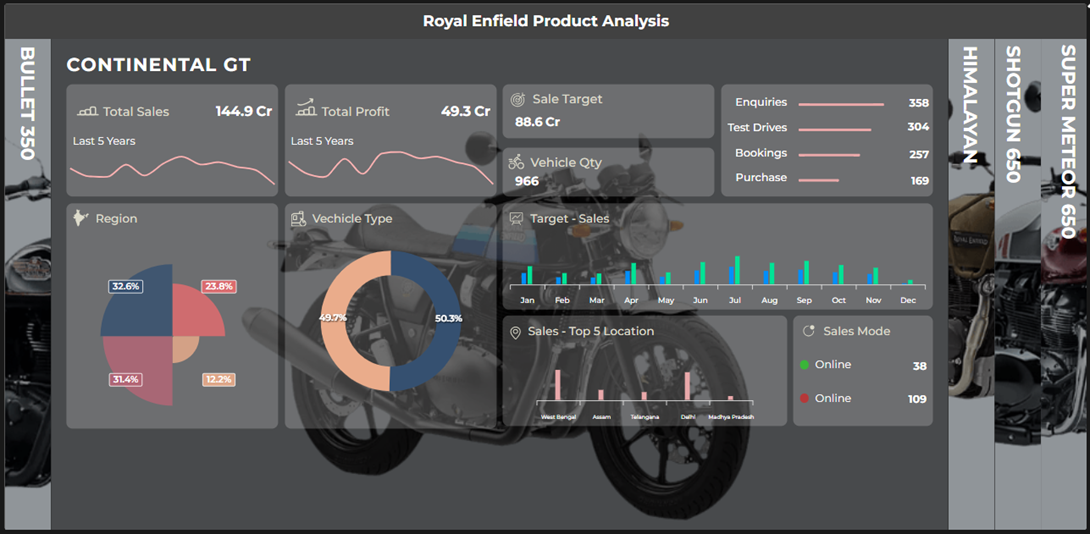 Royal Enfield Product Analysis
BULLET 350
CONTINENTAL GT
Total Sales 144.9 Cr
Last 5 Years
Total Profit 49.3 Cr
Last 5 Years
Sale Target
88.6 Cr
Vehicle Qty
966
Enquiries 358
Test Drives 304
Bookings 257
Purchase 169
Region
32.6%
23.8%
31.4%
12.2%
Vechicle Type
49.7%
50.3%
Target - Sales
Jan Feb Mar Apr May Jun Jul Aug Sep Oct Nov Dec
Sales - Top 5 Location
West Bangal Assam Telangana Delhi Madhya Pradesh
Sales Mode
Online 38
Online 109
HIMALAYAN
SHOTGUN 650
SUPER METEOR 650
ROYAL ENFIELD